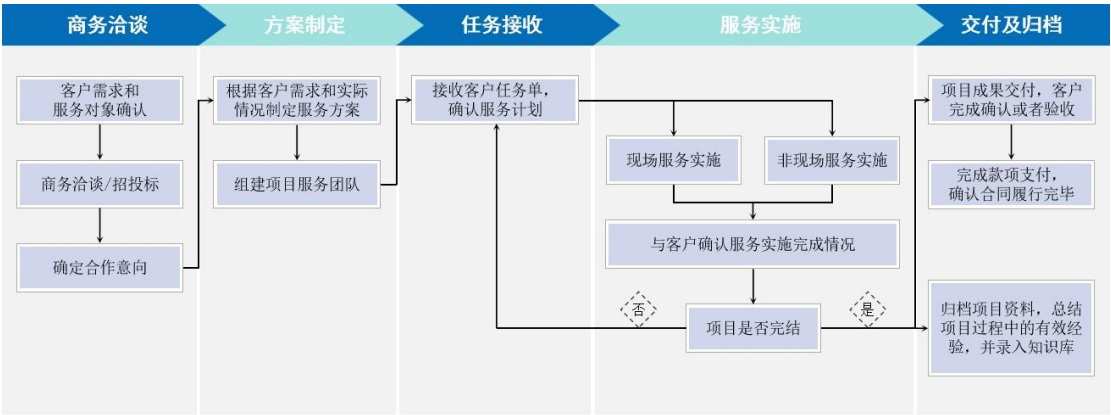 商务洽谈
方案制定
任务接收
服务实施
交付及归档
客户需求和
服务对象确认
商务洽谈/招投标
确定合作意向
根据客户需求和实际
情况制定服务方案
组建项目服务团队
接收客户任务单，
确认服务计划
现场服务实施
非现场服务实施
与客户确认服务实施完成情况
项目是否完结
否
是
项目成果交付，客户
完成确认或者验收
完成款项支付，
确认合同履行完毕
归档项目资料，总结
项目过程中的有效经
验，并录入知识库